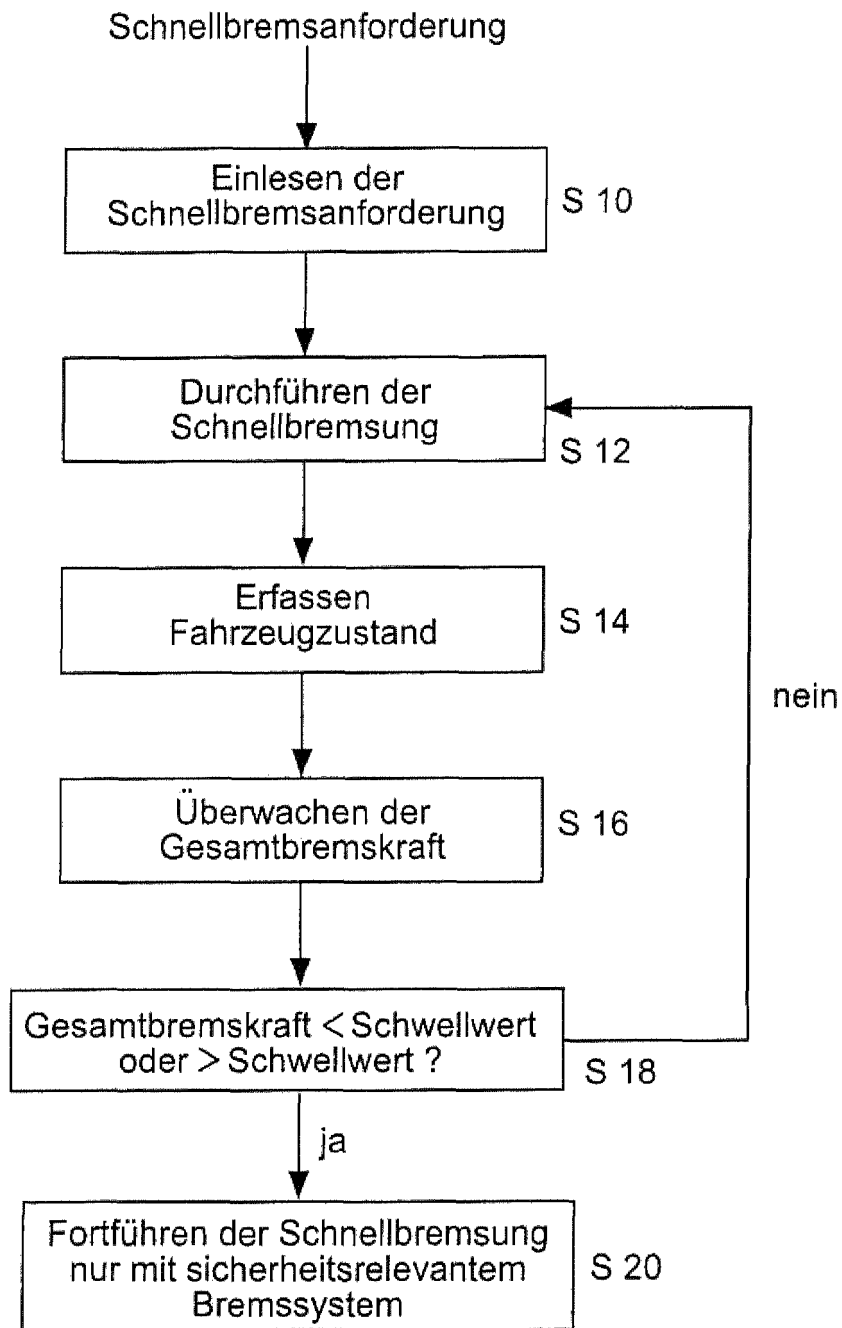 Schnellbremsanforderung
Einlesen der
Schnellbremsanforderung
S 10
Durchführen der
Schnellbremsung
S 12
Erfassen
Fahrzeugzustand
S 14
nein
Überwachen der
Gesamtbremskraft
S 16
Gesamtbremskraft < Schwellwert
oder > Schwellwert ?
S 18
ja
Fortführen der Schnellbremsung
nur mit sicherheitsrelevantem
Bremssystem
S 20